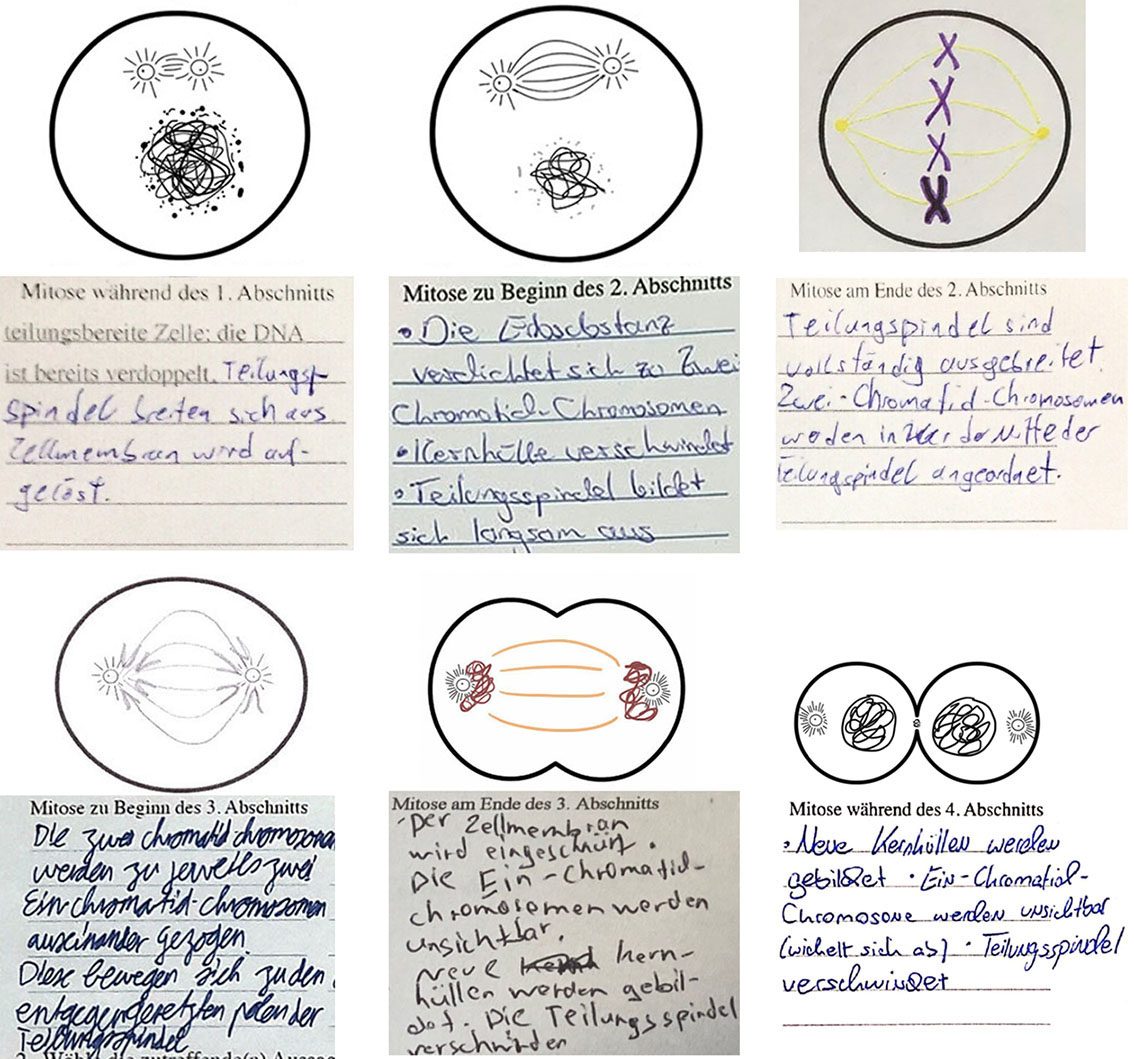 Mitose während des 1. Abschnitts
teilungsbereite Zelle: die DNA
ist bereits verdoppelt. Teilungsp-
spindel breiten sich aus.
Zellmembran wird auf-
gelöst.
Mitose zu Beginn des 2. Abschnitts
• Die Erbsubstanz
verdichtet sich zu Zwei
Chromatid-Chromosomen
• Kernhülle verschwindet
• Teilungsspindel bildet
sich langsam aus
Mitose am Ende des 2. Abschnitts
Teilungspindel sind
vollständig ausgebreitet.
Zwei-Chromatid-Chromosomen
werden in der Mitte der
Teilungspindel angeordnet.
Mitose zu Beginn des 3. Abschnitts
Die zwei chromatid chromosomen
werden zu jeweils zwei
Ein-chromatid-chromosomen
auseinander gezogen.
Diese bewegen sich zu den
entgegengesetzten polen der
Teilungsspindel
Mitose am Ende des 3. Abschnitts
Der Zellmembran
wird eingeschnürt.
Die Ein-Chromatid-
chromosomen werden
unsichtbar.
Neue Kern-
hüllen werden gebil-
det. Die Teilungsspindel
verschwinden
Mitose während des 4. Abschnitts
• Neue Kernhüllen werden
gebildet • Ein-Chromatid-
Chromosone werden unsichtbar
(wickelt sich ab) • Teilungsspindel
verschwindet